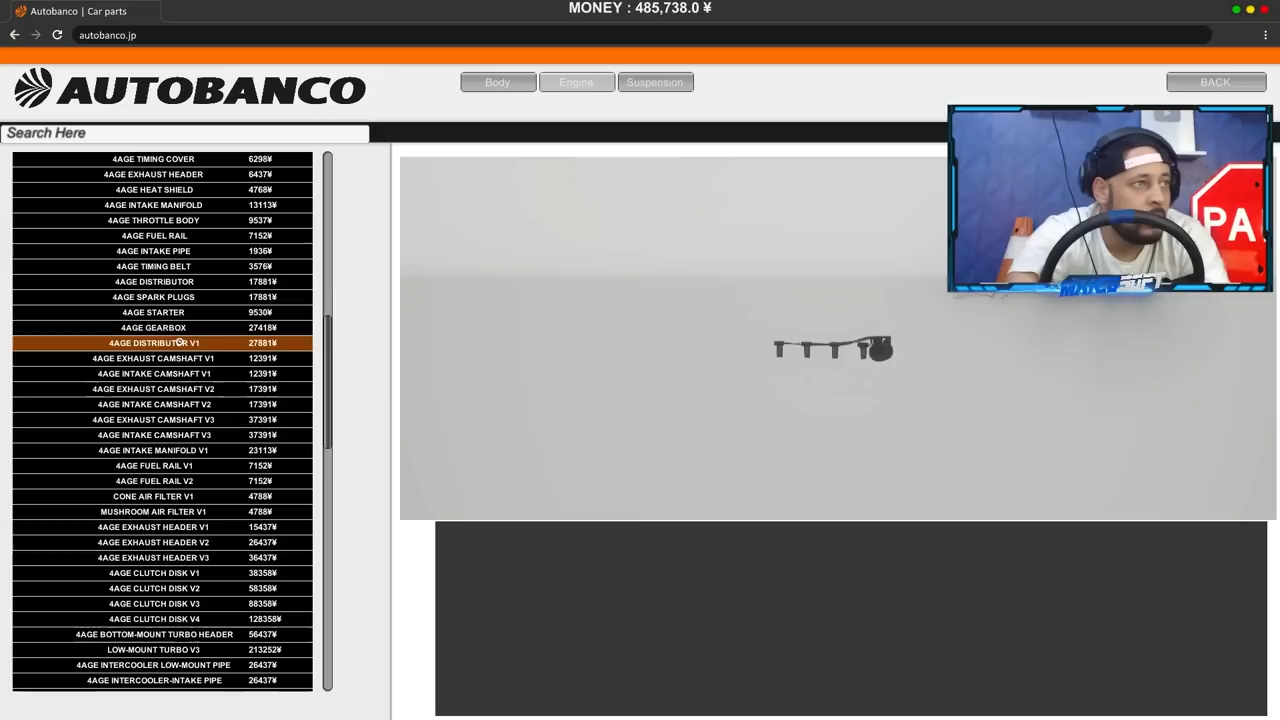 Autobanco | Car parts
MONEY : 485,738.0 ¥
autobanco.jp
AUTOBANCO
Body
Engine
Suspension
BACK
Search Here
4AGE TIMING COVER 6298¥
4AGE EXHAUST HEADER 6437¥
4AGE HEAT SHIELD 4768¥
4AGE INTAKE MANIFOLD 13113¥
4AGE THROTTLE BODY 9537¥
4AGE FUEL RAIL 7152¥
4AGE INTAKE PIPE 1936¥
4AGE TIMING BELT 3576¥
4AGE DISTRIBUTOR 17881¥
4AGE SPARK PLUGS 17881¥
4AGE STARTER 9530¥
4AGE GEARBOX 27418¥
4AGE DISTRIBUTOR V1 27881¥
4AGE EXHAUST CAMSHAFT V1 12391¥
4AGE INTAKE CAMSHAFT V1 12391¥
4AGE EXHAUST CAMSHAFT V2 17391¥
4AGE INTAKE CAMSHAFT V2 17391¥
4AGE EXHAUST CAMSHAFT V3 37391¥
4AGE INTAKE CAMSHAFT V3 37391¥
4AGE INTAKE MANIFOLD V1 23113¥
4AGE FUEL RAIL V1 7152¥
4AGE FUEL RAIL V2 7152¥
CONE AIR FILTER V1 4788¥
MUSHROOM AIR FILTER V1 4788¥
4AGE EXHAUST HEADER V1 15437¥
4AGE EXHAUST HEADER V2 26437¥
4AGE EXHAUST HEADER V3 36437¥
4AGE CLUTCH DISK V1 38358¥
4AGE CLUTCH DISK V2 58358¥
4AGE CLUTCH DISK V3 88358¥
4AGE CLUTCH DISK V4 128358¥
4AGE BOTTOM-MOUNT TURBO HEADER 56437¥
LOW-MOUNT TURBO V3 213252¥
4AGE INTERCOOLER LOW-MOUNT PIPE 26437¥
4AGE INTERCOOLER-INTAKE PIPE 26437¥
PA